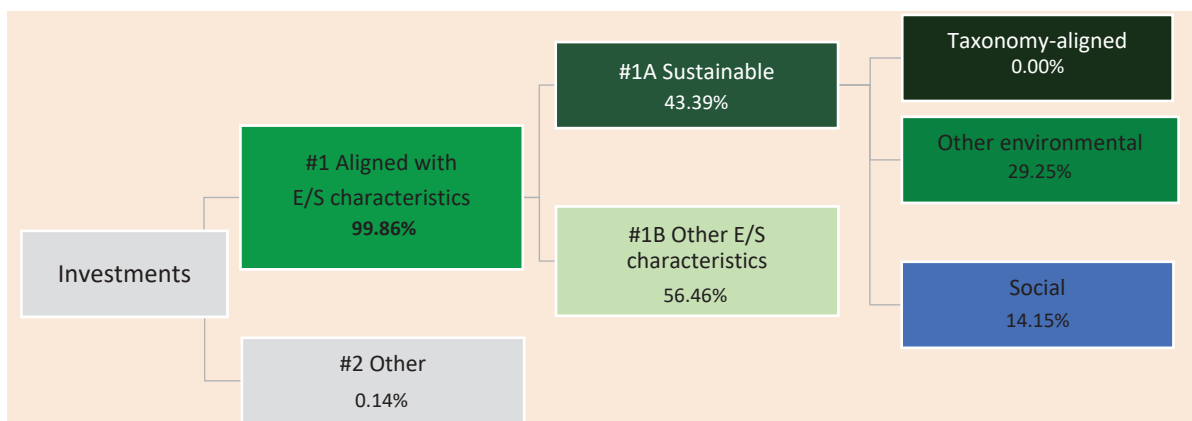 Investments
#1 Aligned with
E/S characteristics
99.86%
#2 Other
0.14%
#1A Sustainable
43.39%
#1B Other E/S
characteristics
56.46%
Taxonomy-aligned
0.00%
Other environmental
29.25%
Social
14.15%